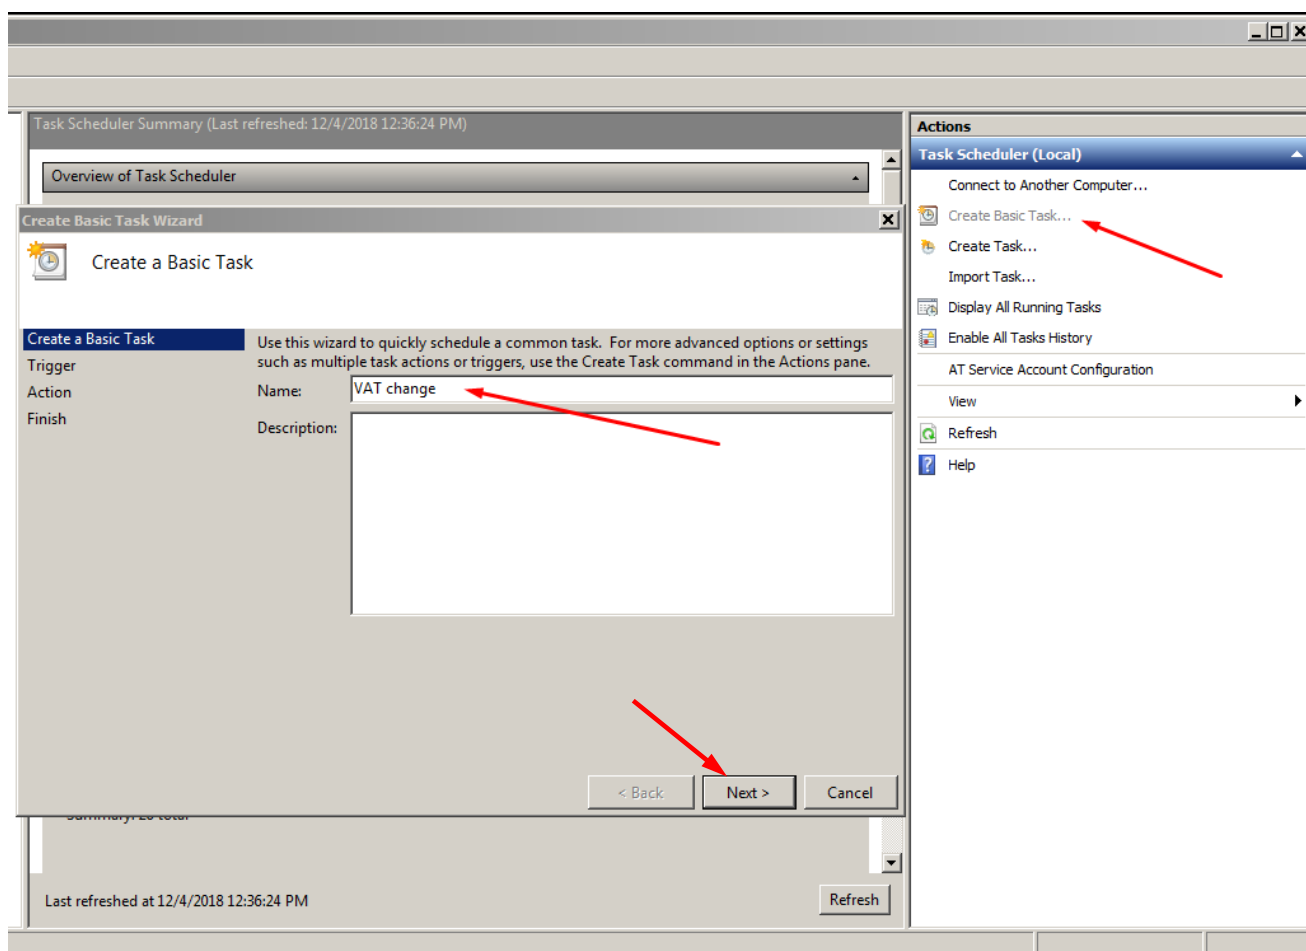 Task Scheduler Summary (Last refreshed: 12/4/2018 12:36:24 PM)
Overview of Task Scheduler
Create Basic Task Wizard
Create a Basic Task
Create a Basic Task
Trigger
Action
Finish
Use this wizard to quickly schedule a common task. For more advanced options or settings
such as multiple task actions or triggers, use the Create Task command in the Actions pane.
Name:
VAT change
Description:
< Back
Next >
Cancel
Summary: 28 total
Last refreshed at 12/4/2018 12:36:24 PM
Refresh
Actions
Task Scheduler (Local)
Connect to Another Computer...
Create Basic Task...
Create Task...
Import Task...
Display All Running Tasks
Enable All Tasks History
AT Service Account Configuration
View
Refresh
Help